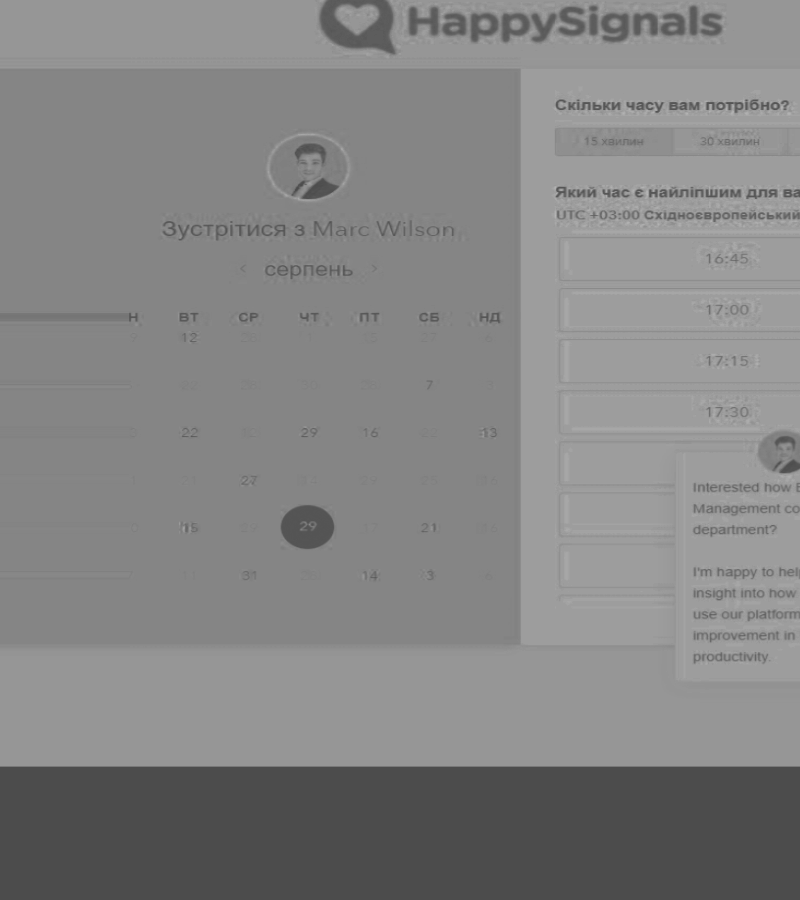 HappySignals
Зустрітися з Marc Wilson
‹ серпень ›
Н ВТ СР ЧТ ПТ СБ НД
12
7
22 29 16 13
27
15 29 21
31 14 3
Скільки часу вам потрібно?
15 хвилин 30 хвилин
Який час є найліпшим для ва
UTC +03:00 Східноєвропейський
16:45
17:00
17:15
17:30
Interested how E
Management co
department?
I'm happy to help
insight into how
use our platform
improvement in
productivity.